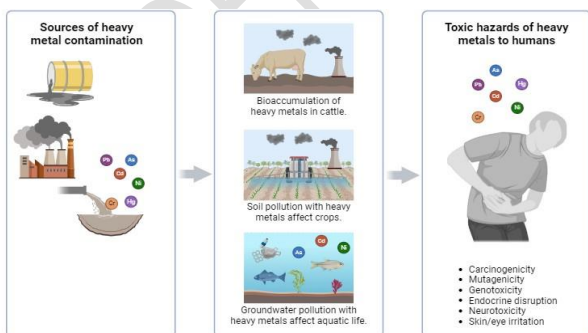 Sources of heavy
metal contamination
Pb
As
Cd
Ni
Cr
Hg
Bioaccumulation of
heavy metals in cattle.
Soil pollution with heavy
metals affect crops.
Cd
Ni
As
Groundwater pollution with
heavy metals affect aquatic life.
Toxic hazards of heavy
metals to humans
As
Pb
Hg
Cd
Ni
Cr
• Carcinogenicity
• Mutagenicity
• Genotoxicity
• Endocrine disruption
• Neurotoxicity
• Skin/eye irritation